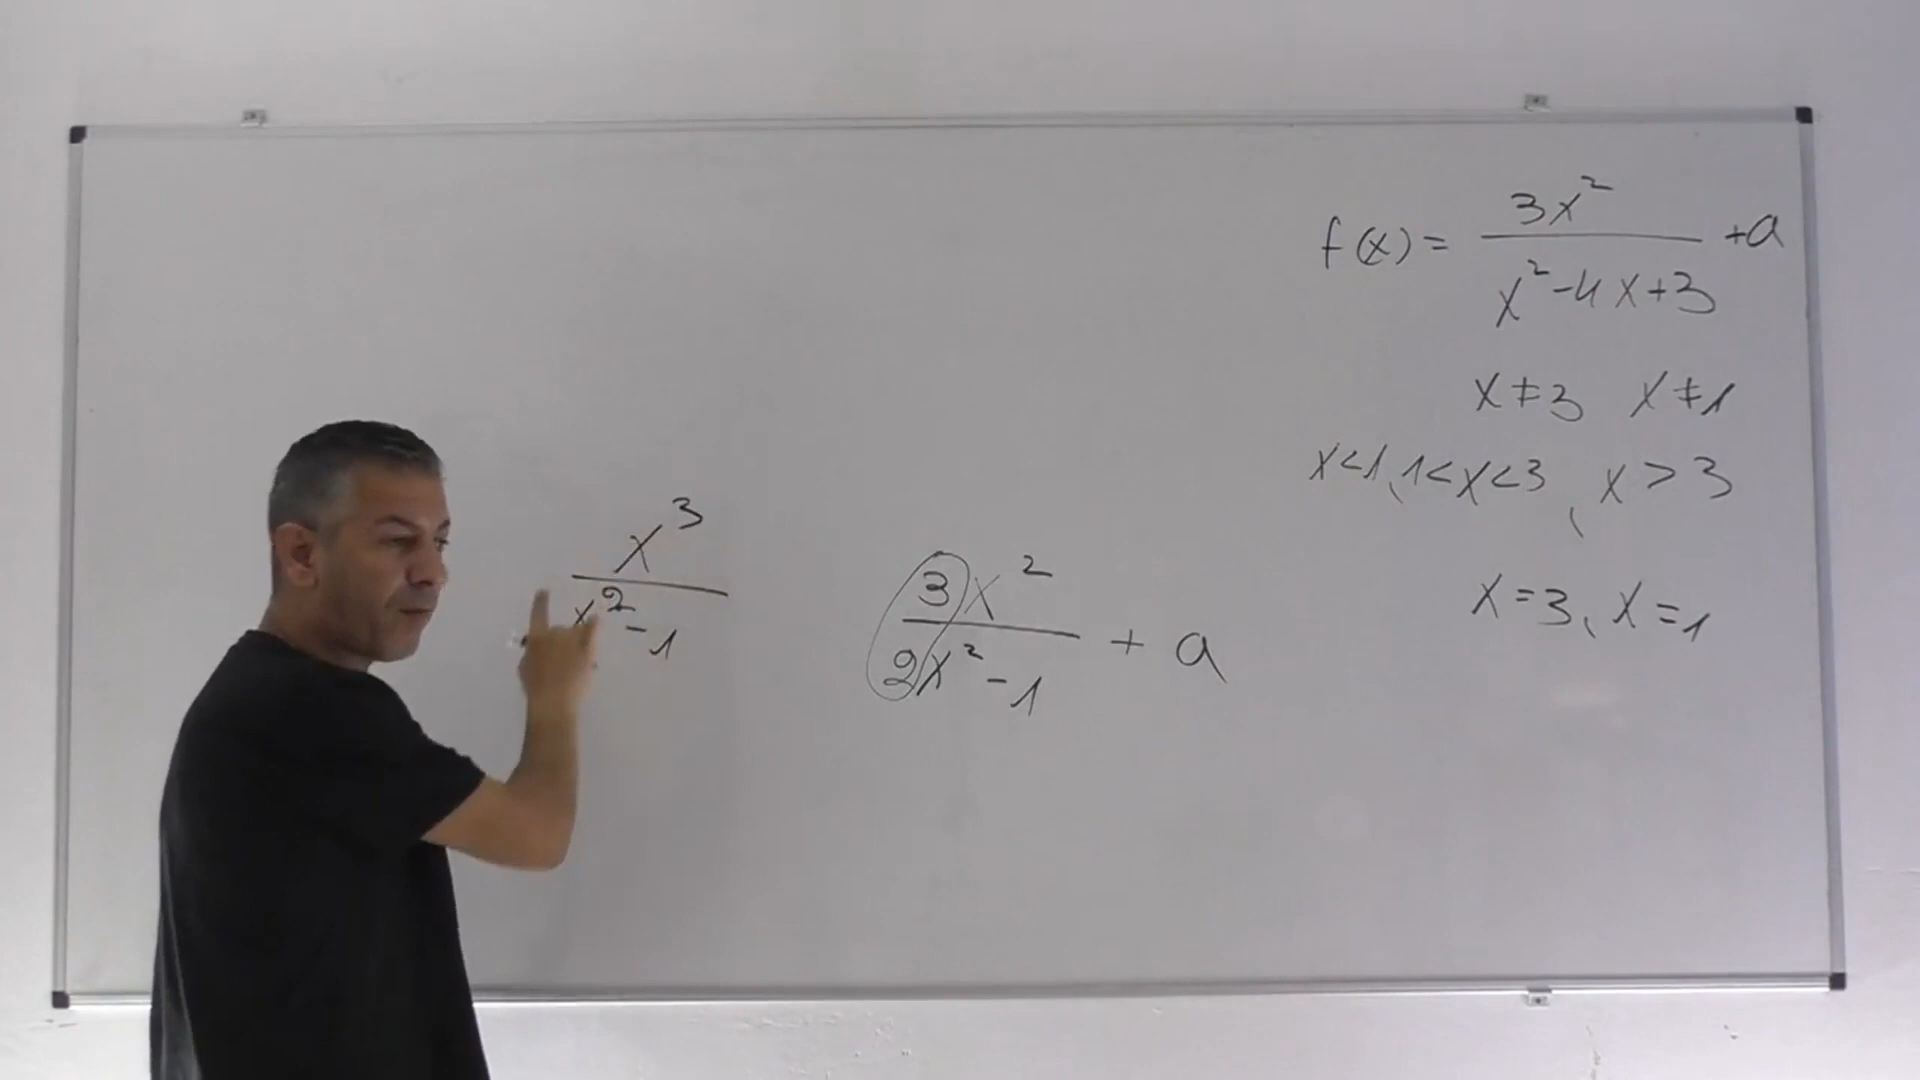 f(x) = 3x² / x² - 4x + 3 + a
x ≠ 3 x ≠ 1
x < 1, 1 < x < 3, x > 3
x = 3, x = 1
x³ / x² - 1
3x² / 2x² - 1 + a